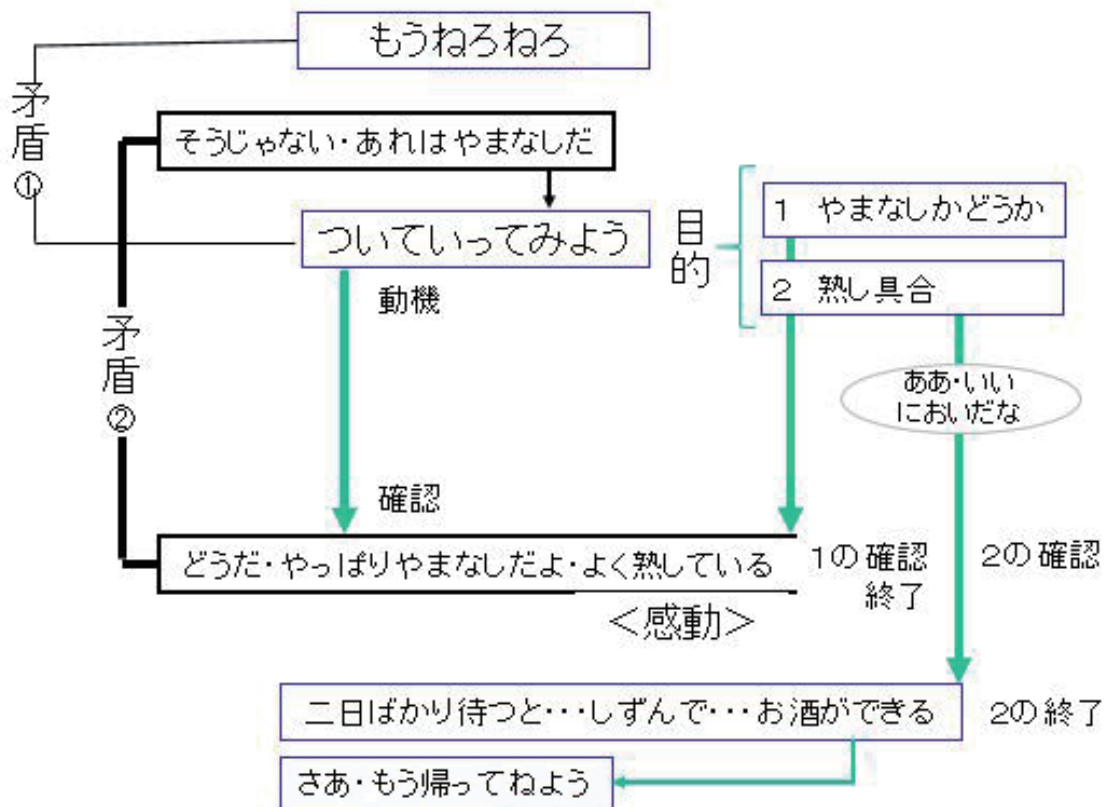 もうねろねろ
矛盾①
そうじゃない・あれはやまなしだ
ついていってみよう
動機
目的
1 やまなしかどうか
2 熟し具合
ああ・いい
においだな
矛盾②
確認
どうだ・やっぱりやまなしだよ・よく熟している
＜感動＞
1の確認
終了
2の確認
二日ばかり待つと・・・しずんで・・・お酒ができる
2の終了
さあ・もう帰ってねよう